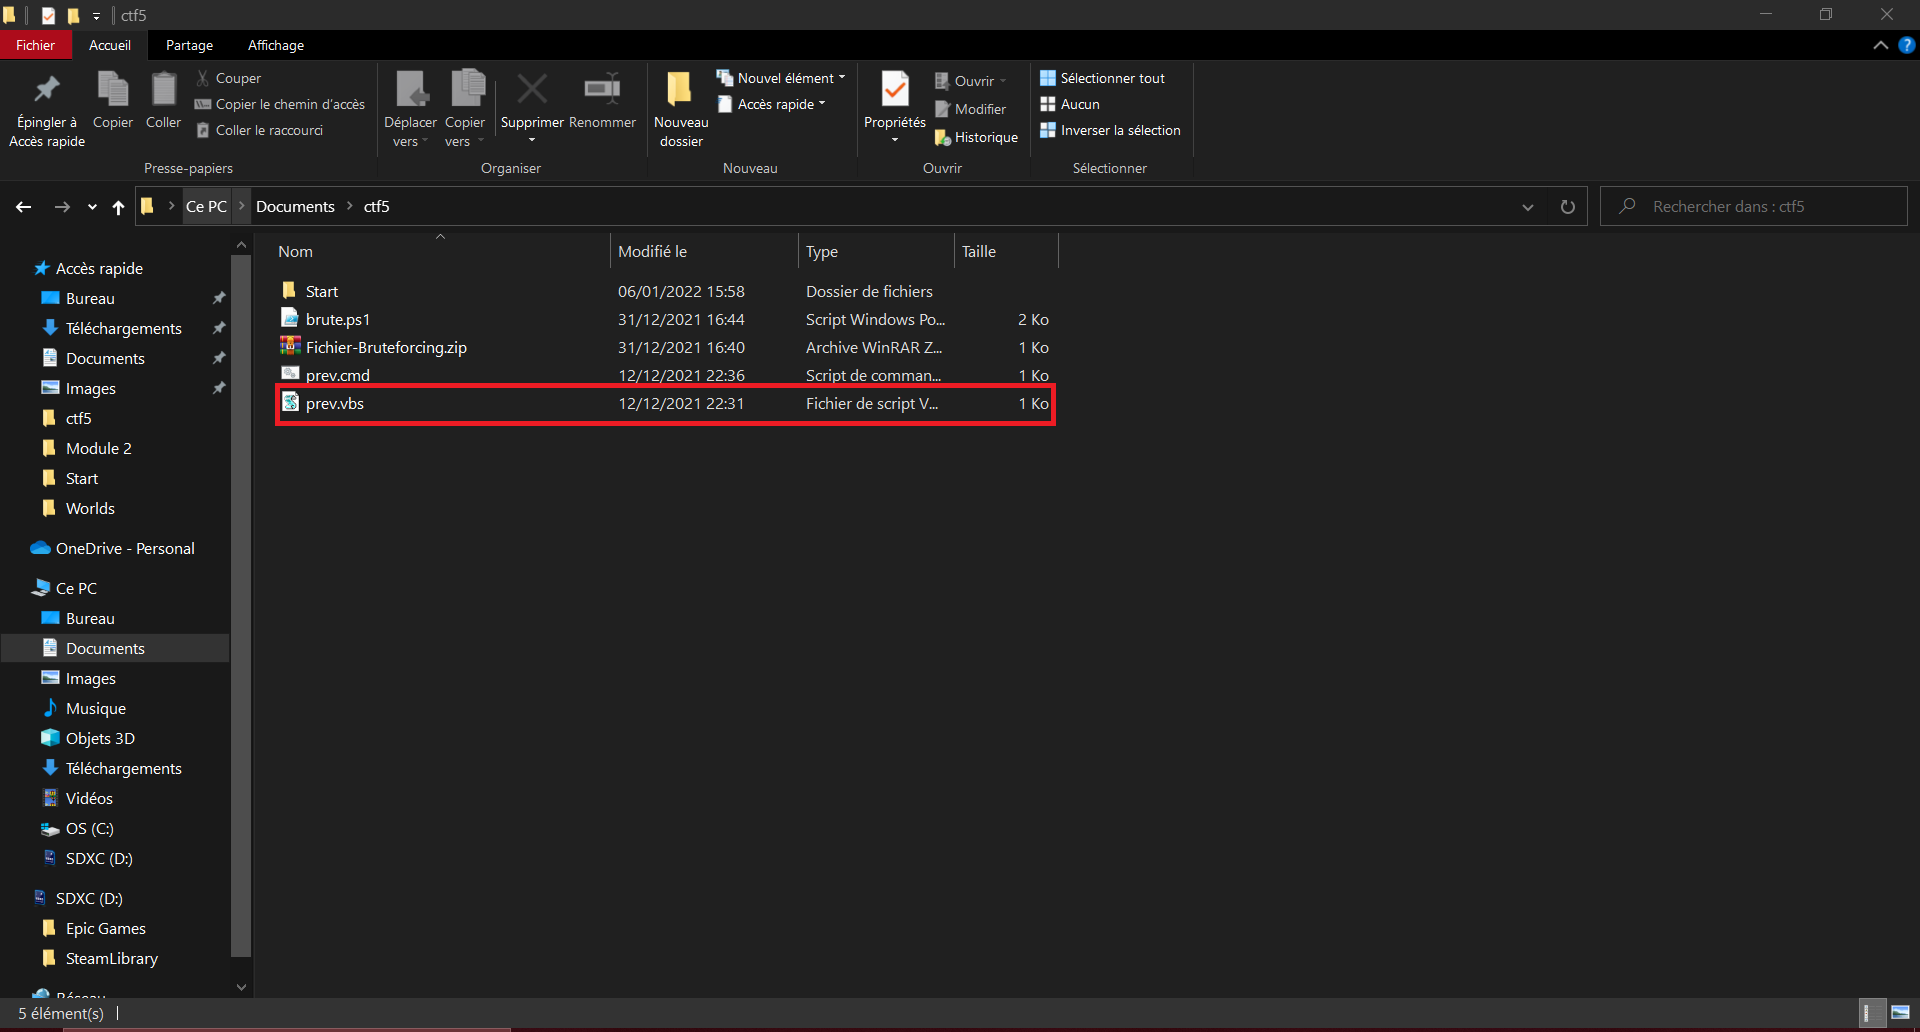 ctf5
Fichier Accueil Partage Affichage
Épingler à Accès rapide
Copier
Coller
Couper
Copier le chemin d'accès
Coller le raccourci
Presse-papiers
Déplacer vers
Copier vers
Supprimer
Renommer
Organiser
Nouveau dossier
Nouvel élément
Accès rapide
Nouveau
Propriétés
Ouvrir
Modifier
Historique
Ouvrir
Sélectionner tout
Aucun
Inverser la sélection
Sélectionner
Ce PC > Documents > ctf5
Rechercher dans : ctf5
Accès rapide
Bureau
Téléchargements
Documents
Images
ctf5
Module 2
Start
Worlds
OneDrive - Personal
Ce PC
Bureau
Documents
Images
Musique
Objets 3D
Téléchargements
Vidéos
OS (C:)
SDXC (D:)
SDXC (D:)
Epic Games
SteamLibrary
Réseau
Nom Modifié le Type Taille
Start 06/01/2022 15:58 Dossier de fichiers
brute.ps1 31/12/2021 16:44 Script Windows Po... 2 Ko
Fichier-Bruteforcing.zip 31/12/2021 16:40 Archive WinRAR Z... 1 Ko
prev.cmd 12/12/2021 22:36 Script de comman... 1 Ko
prev.vbs 12/12/2021 22:31 Fichier de script V... 1 Ko
5 élément(s)